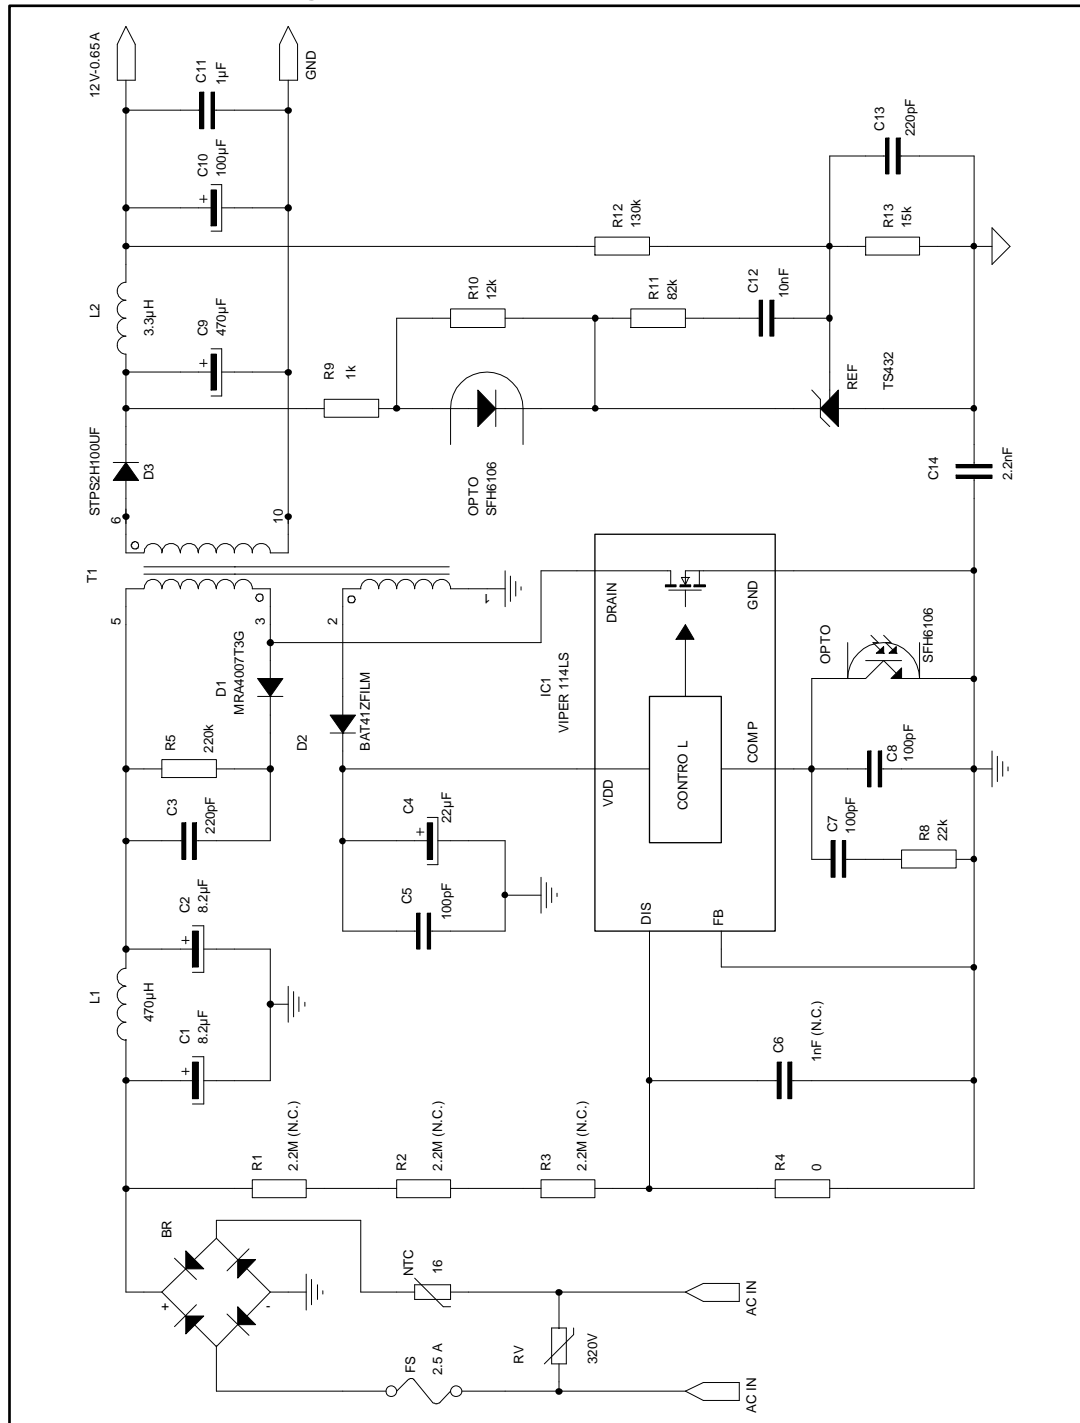 12V-0.65A
C11
1µF
GND
C10
100µF
L2
3.3µH
C9
470µF
R12
130k
C13
220pF
R13
15k
R10
12k
R11
82k
C12
10nF
R9
1k
REF
TS432
STPS2H100UF
D3
6
10
OPTO
SFH6106
C14
2.2nF
T1
5
3
2
1
DRAIN
GND
D1
MRA4007T3G
IC1
VIPER 114LS
OPTO
SFH6106
R5
220k
D2
BAT41ZFILM
VDD
CONTRO L
COMP
C8
100pF
C3
220pF
C4
22µF
C7
100pF
R8
22k
C2
8.2µF
C5
100pF
DIS
FB
L1
470µH
C1
8.2µF
C6
1nF (N.C.)
R1
2.2M (N.C.)
R2
2.2M (N.C.)
R3
2.2M (N.C.)
R4
0
BR
+
-
NTC
16
AC IN
FS
2.5 A
RV
320V
AC IN